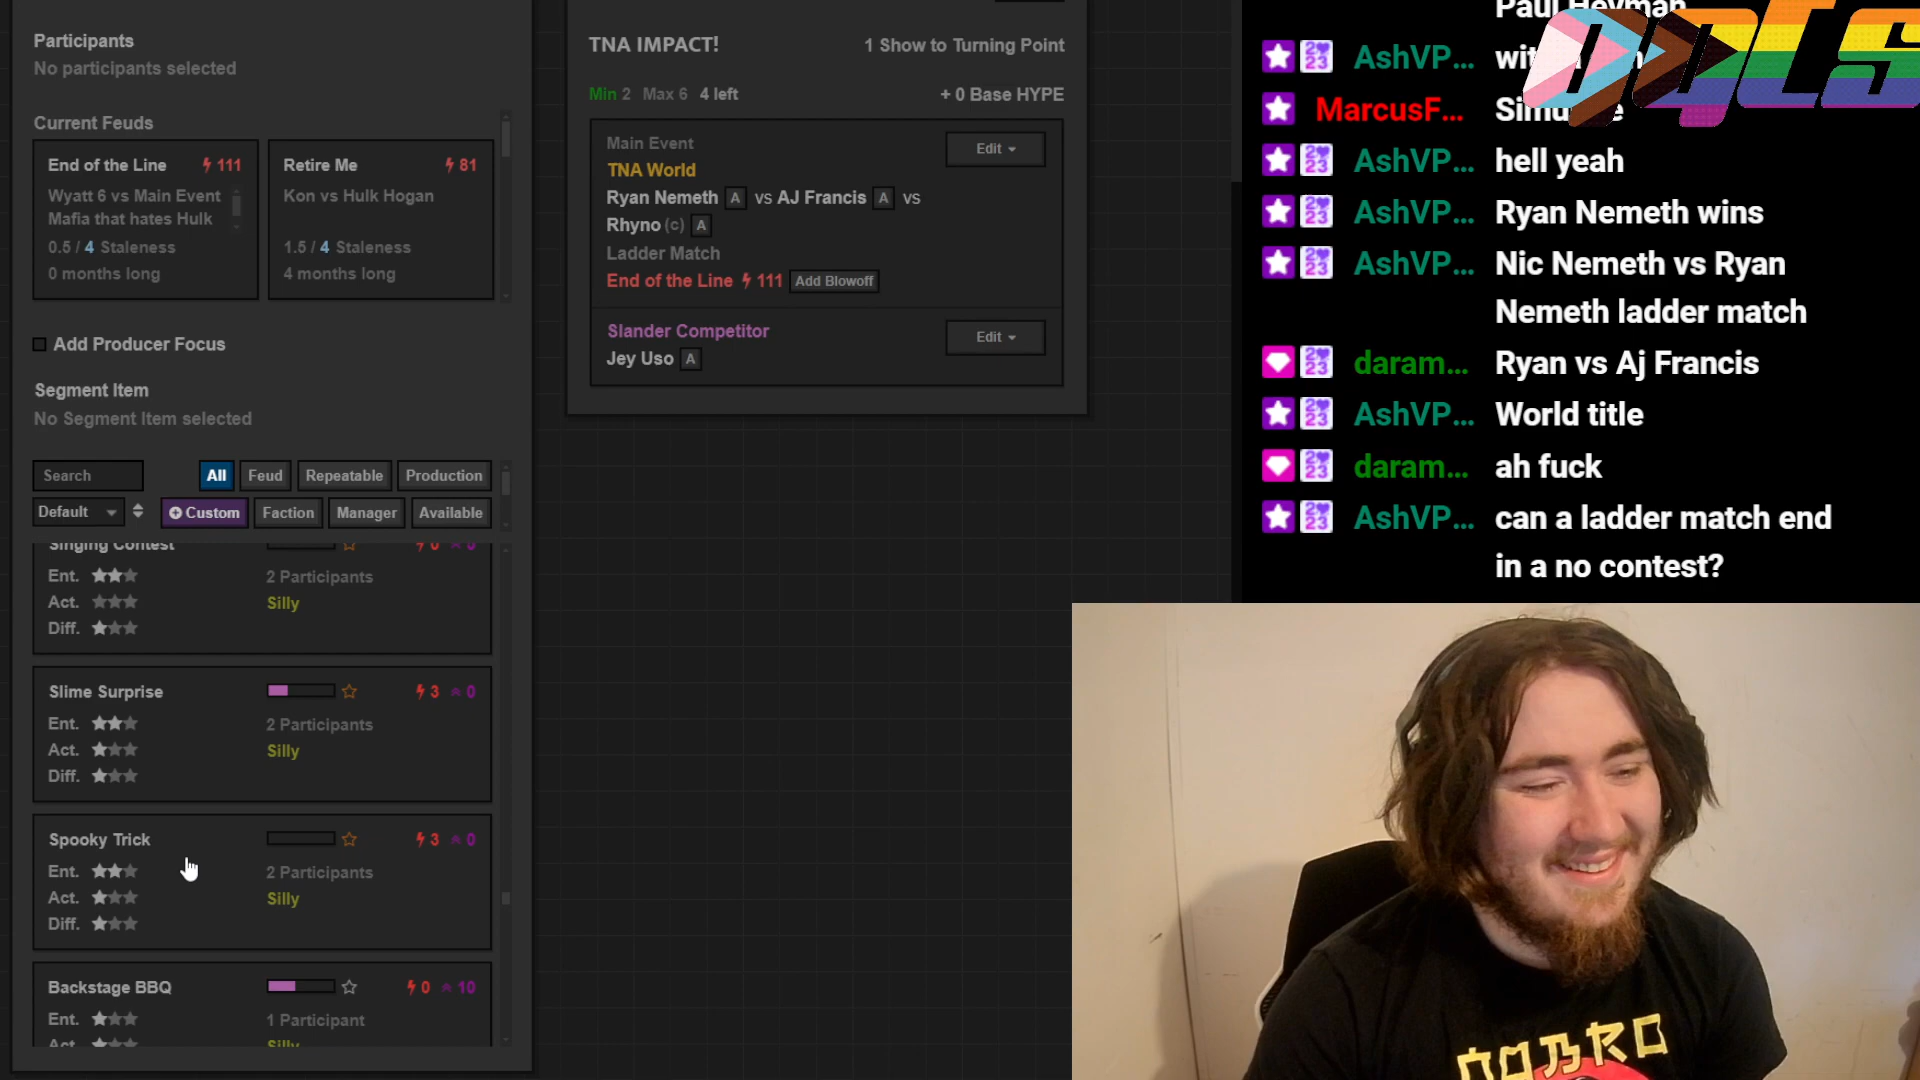 Participants
No participants selected
Current Feuds
End of the Line 111
Wyatt 6 vs Main Event
Mafia that hates Hulk
0.5 / 4 Staleness
0 months long
Retire Me 81
Kon vs Hulk Hogan
1.5 / 4 Staleness
4 months long
Add Producer Focus
Segment Item
No Segment Item selected
Search All Feud Repeatable Production
Default Custom Faction Manager Available
Singing Contest 0 0
Ent. 2 Participants
Act. Silly
Diff.
Slime Surprise 3 0
Ent. 2 Participants
Act. Silly
Diff.
Spooky Trick 3 0
Ent. 2 Participants
Act. Silly
Diff.
Backstage BBQ 0 10
Ent. 1 Participant
Act. Silly
TNA IMPACT! 1 Show to Turning Point
Min 2 Max 6 4 left + 0 Base HYPE
Main Event Edit
TNA World
Ryan Nemeth A vs AJ Francis A vs
Rhyno (c) A
Ladder Match
End of the Line 111 Add Blowoff
Slander Competitor Edit
Jey Uso A
Paul Heyman
AshVP...
MarcusF...
AshVP... hell yeah
AshVP... Ryan Nemeth wins
AshVP... Nic Nemeth vs Ryan
Nemeth ladder match
daram... Ryan vs Aj Francis
AshVP... World title
daram... ah fuck
AshVP... can a ladder match end
in a no contest?